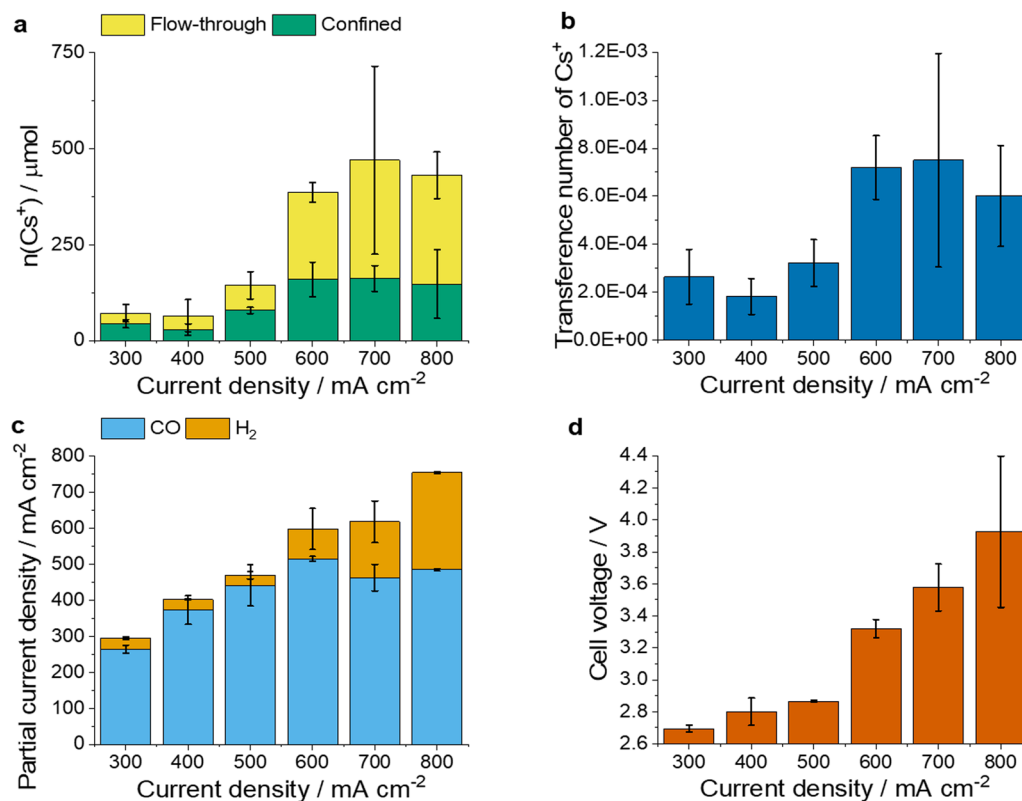 a
Flow-through
Confined
n(Cs⁺) / μmol
750
500
250
0
300 400 500 600 700 800
Current density / mA cm⁻²
b
Transference number of Cs⁺
1.2E-03
1.0E-03
8.0E-04
6.0E-04
4.0E-04
2.0E-04
0.0E+00
300 400 500 600 700 800
Current density / mA cm⁻²
c
CO
H₂
Partial current density / mA cm⁻²
800
700
600
500
400
300
200
100
0
300 400 500 600 700 800
Current density / mA cm⁻²
d
Cell voltage / V
4.4
4.2
4.0
3.8
3.6
3.4
3.2
3.0
2.8
2.6
300 400 500 600 700 800
Current density / mA cm⁻²